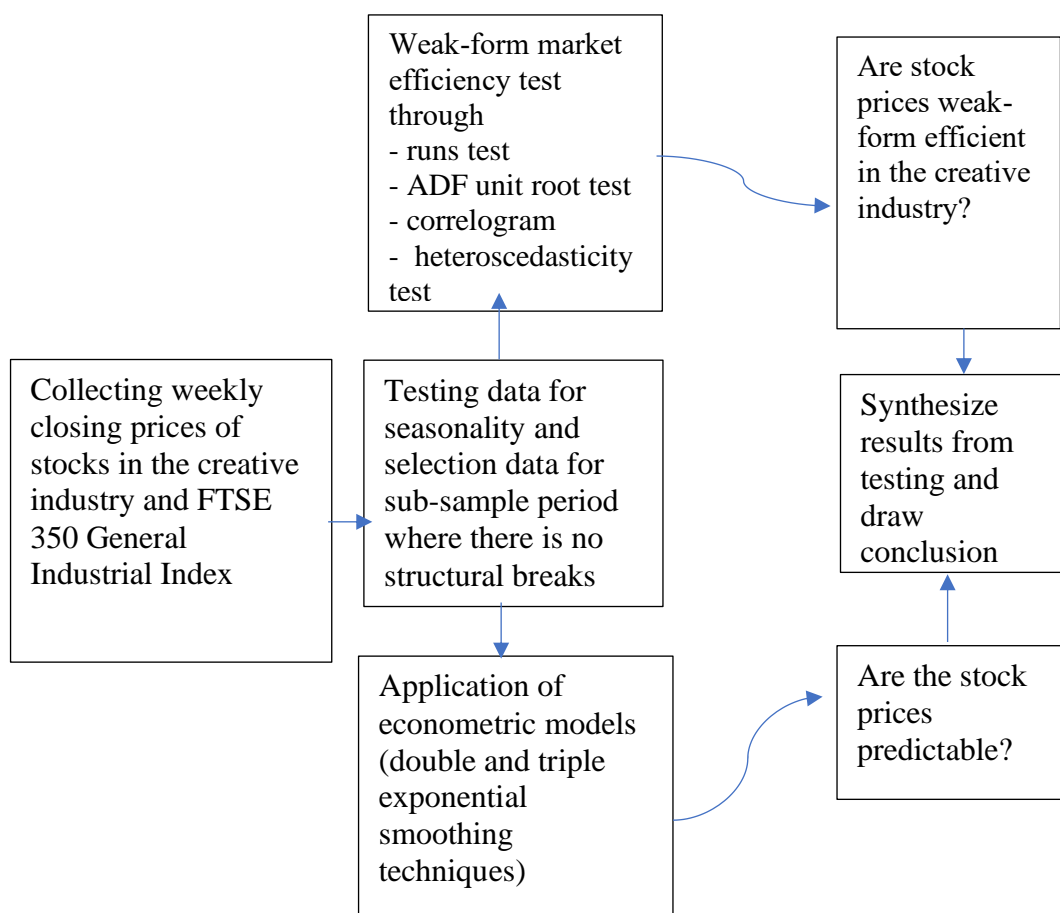 Collecting weekly
closing prices of
stocks in the creative
industry and FTSE
350 General
Industrial Index
Testing data for
seasonality and
selection data for
sub-sample period
where there is no
structural breaks
Weak-form market
efficiency test
through
- runs test
- ADF unit root test
- correlogram
- heteroscedasticity
test
Are stock
prices weak-
form efficient
in the creative
industry?
Application of
econometric models
(double and triple
exponential
smoothing
techniques)
Are the stock
prices
predictable?
Synthesize
results from
testing and
draw
conclusion